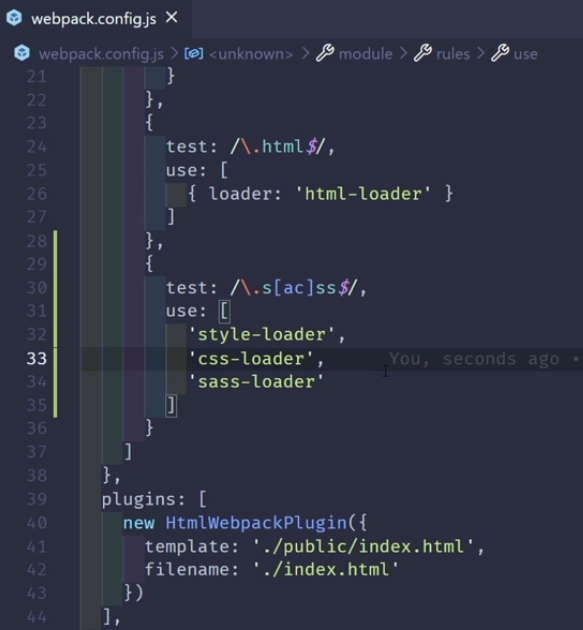 webpack.config.js ×
webpack.config.js > <unknown> > module > rules > use
21 }
22 },
23 {
24 test: /\.html$/,
25 use: [
26 { loader: 'html-loader' }
27 ]
28 },
29 {
30 test: /\.s[ac]ss$/,
31 use: [
32 'style-loader',
33 'css-loader', You, seconds ago •
34 'sass-loader'
35 ]
36 }
37 ]
38 },
39 plugins: [
40 new HtmlWebpackPlugin({
41 template: './public/index.html',
42 filename: './index.html'
43 })
44 ],